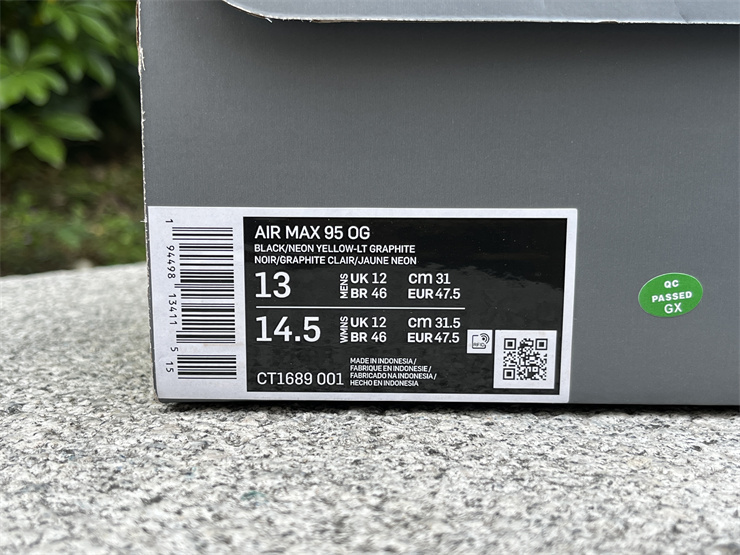 1 94498 13411 5 15
AIR MAX 95 OG
BLACK/NEON YELLOW-LT GRAPHITE
NOIR/GRAPHITE CLAIR/JAUNE NEON
13 MENS UK 12 cm 31
BR 46 EUR 47.5
14.5 WMNS UK 12 cm 31.5
BR 46 EUR 47.5
RFID
CT1689 001
MADE IN INDONESIA /
FABRIQUE EN INDONESIE /
FABRICADO NA INDONESIA /
HECHO EN INDONESIA
QC
PASSED
GX